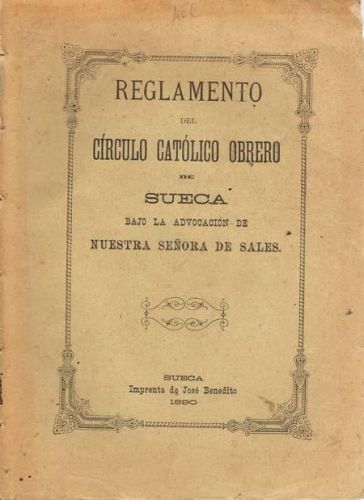 REGLAMENTO
DEL
CÍRCULO CATÓLICO OBRERO
DE
SUECA
BAJO LA ADVOCACIÓN DE
NUESTRA SEÑORA DE SALES.
SUECA
Imprenta de José Benedito
1890